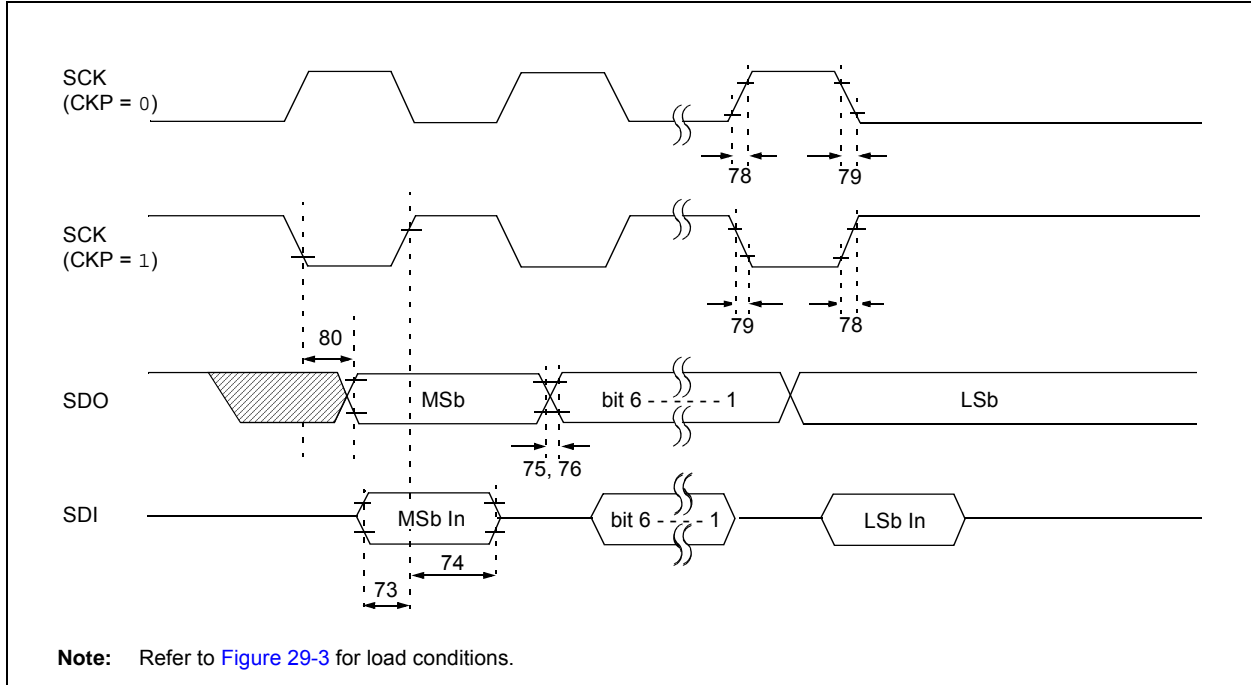 SCK
(CKP = 0)
78
79
SCK
(CKP = 1)
79
78
80
SDO
MSb
bit 6 - - - - - - 1
LSb
75, 76
SDI
MSb In
bit 6 - - - - - 1
LSb In
74
73
Note: Refer to Figure 29-3 for load conditions.